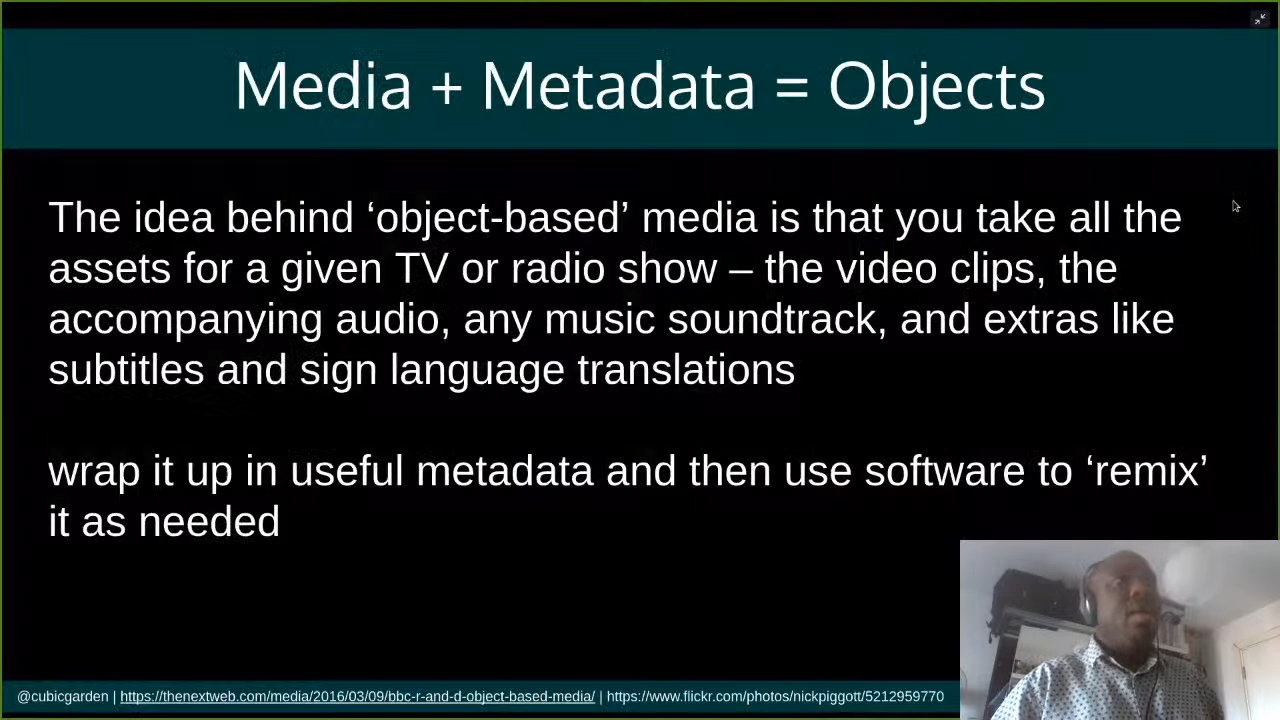 Media + Metadata = Objects
The idea behind ‘object-based’ media is that you take all the
assets for a given TV or radio show – the video clips, the
accompanying audio, any music soundtrack, and extras like
subtitles and sign language translations
wrap it up in useful metadata and then use software to ‘remix’
it as needed
@cubicgarden | https://thenextweb.com/media/2016/03/09/bbc-r-and-d-object-based-media/ | https://www.flickr.com/photos/nickpiggott/5212959770